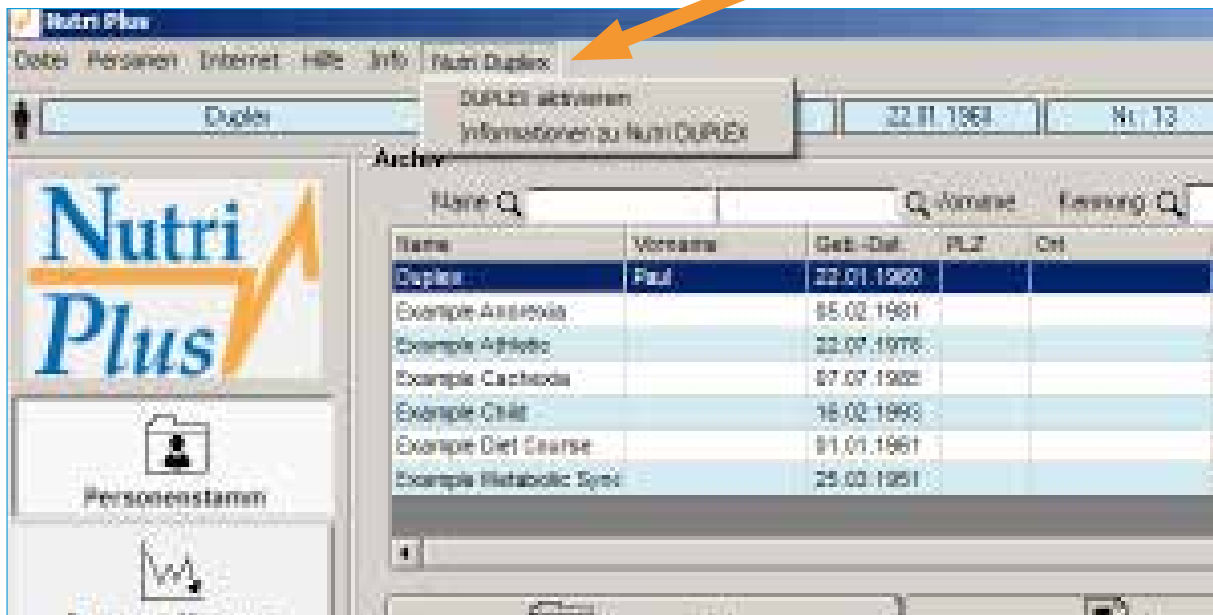 Nutri Plus
Datei Personen Internet Hilfe Info Nutri Duplex
DUPLEX aktivieren
Informationen zu Nutri DUPLEX
Duplex 22.01.1960 Nr.: 13
Archiv
Name Vorname Kennung
Name Vorname Geb.-Dat. PLZ Ort
Duplex Paul 22.01.1960
Example Anorexia 05.02.1981
Example Athletic 22.07.1978
Example Cachexia 07.07.1965
Example Child 16.02.1993
Example Diet Course 01.01.1961
Example Metabolic Synd 25.03.1951
Nutri
Plus
Personenstamm